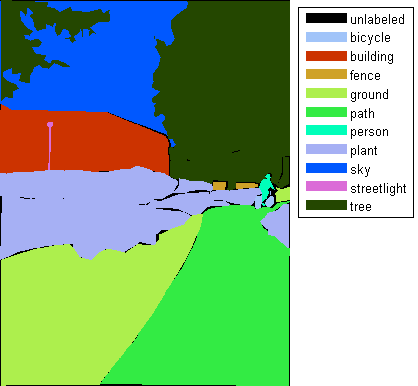 unlabeled
bicycle
building
fence
ground
path
person
plant
sky
streetlight
tree